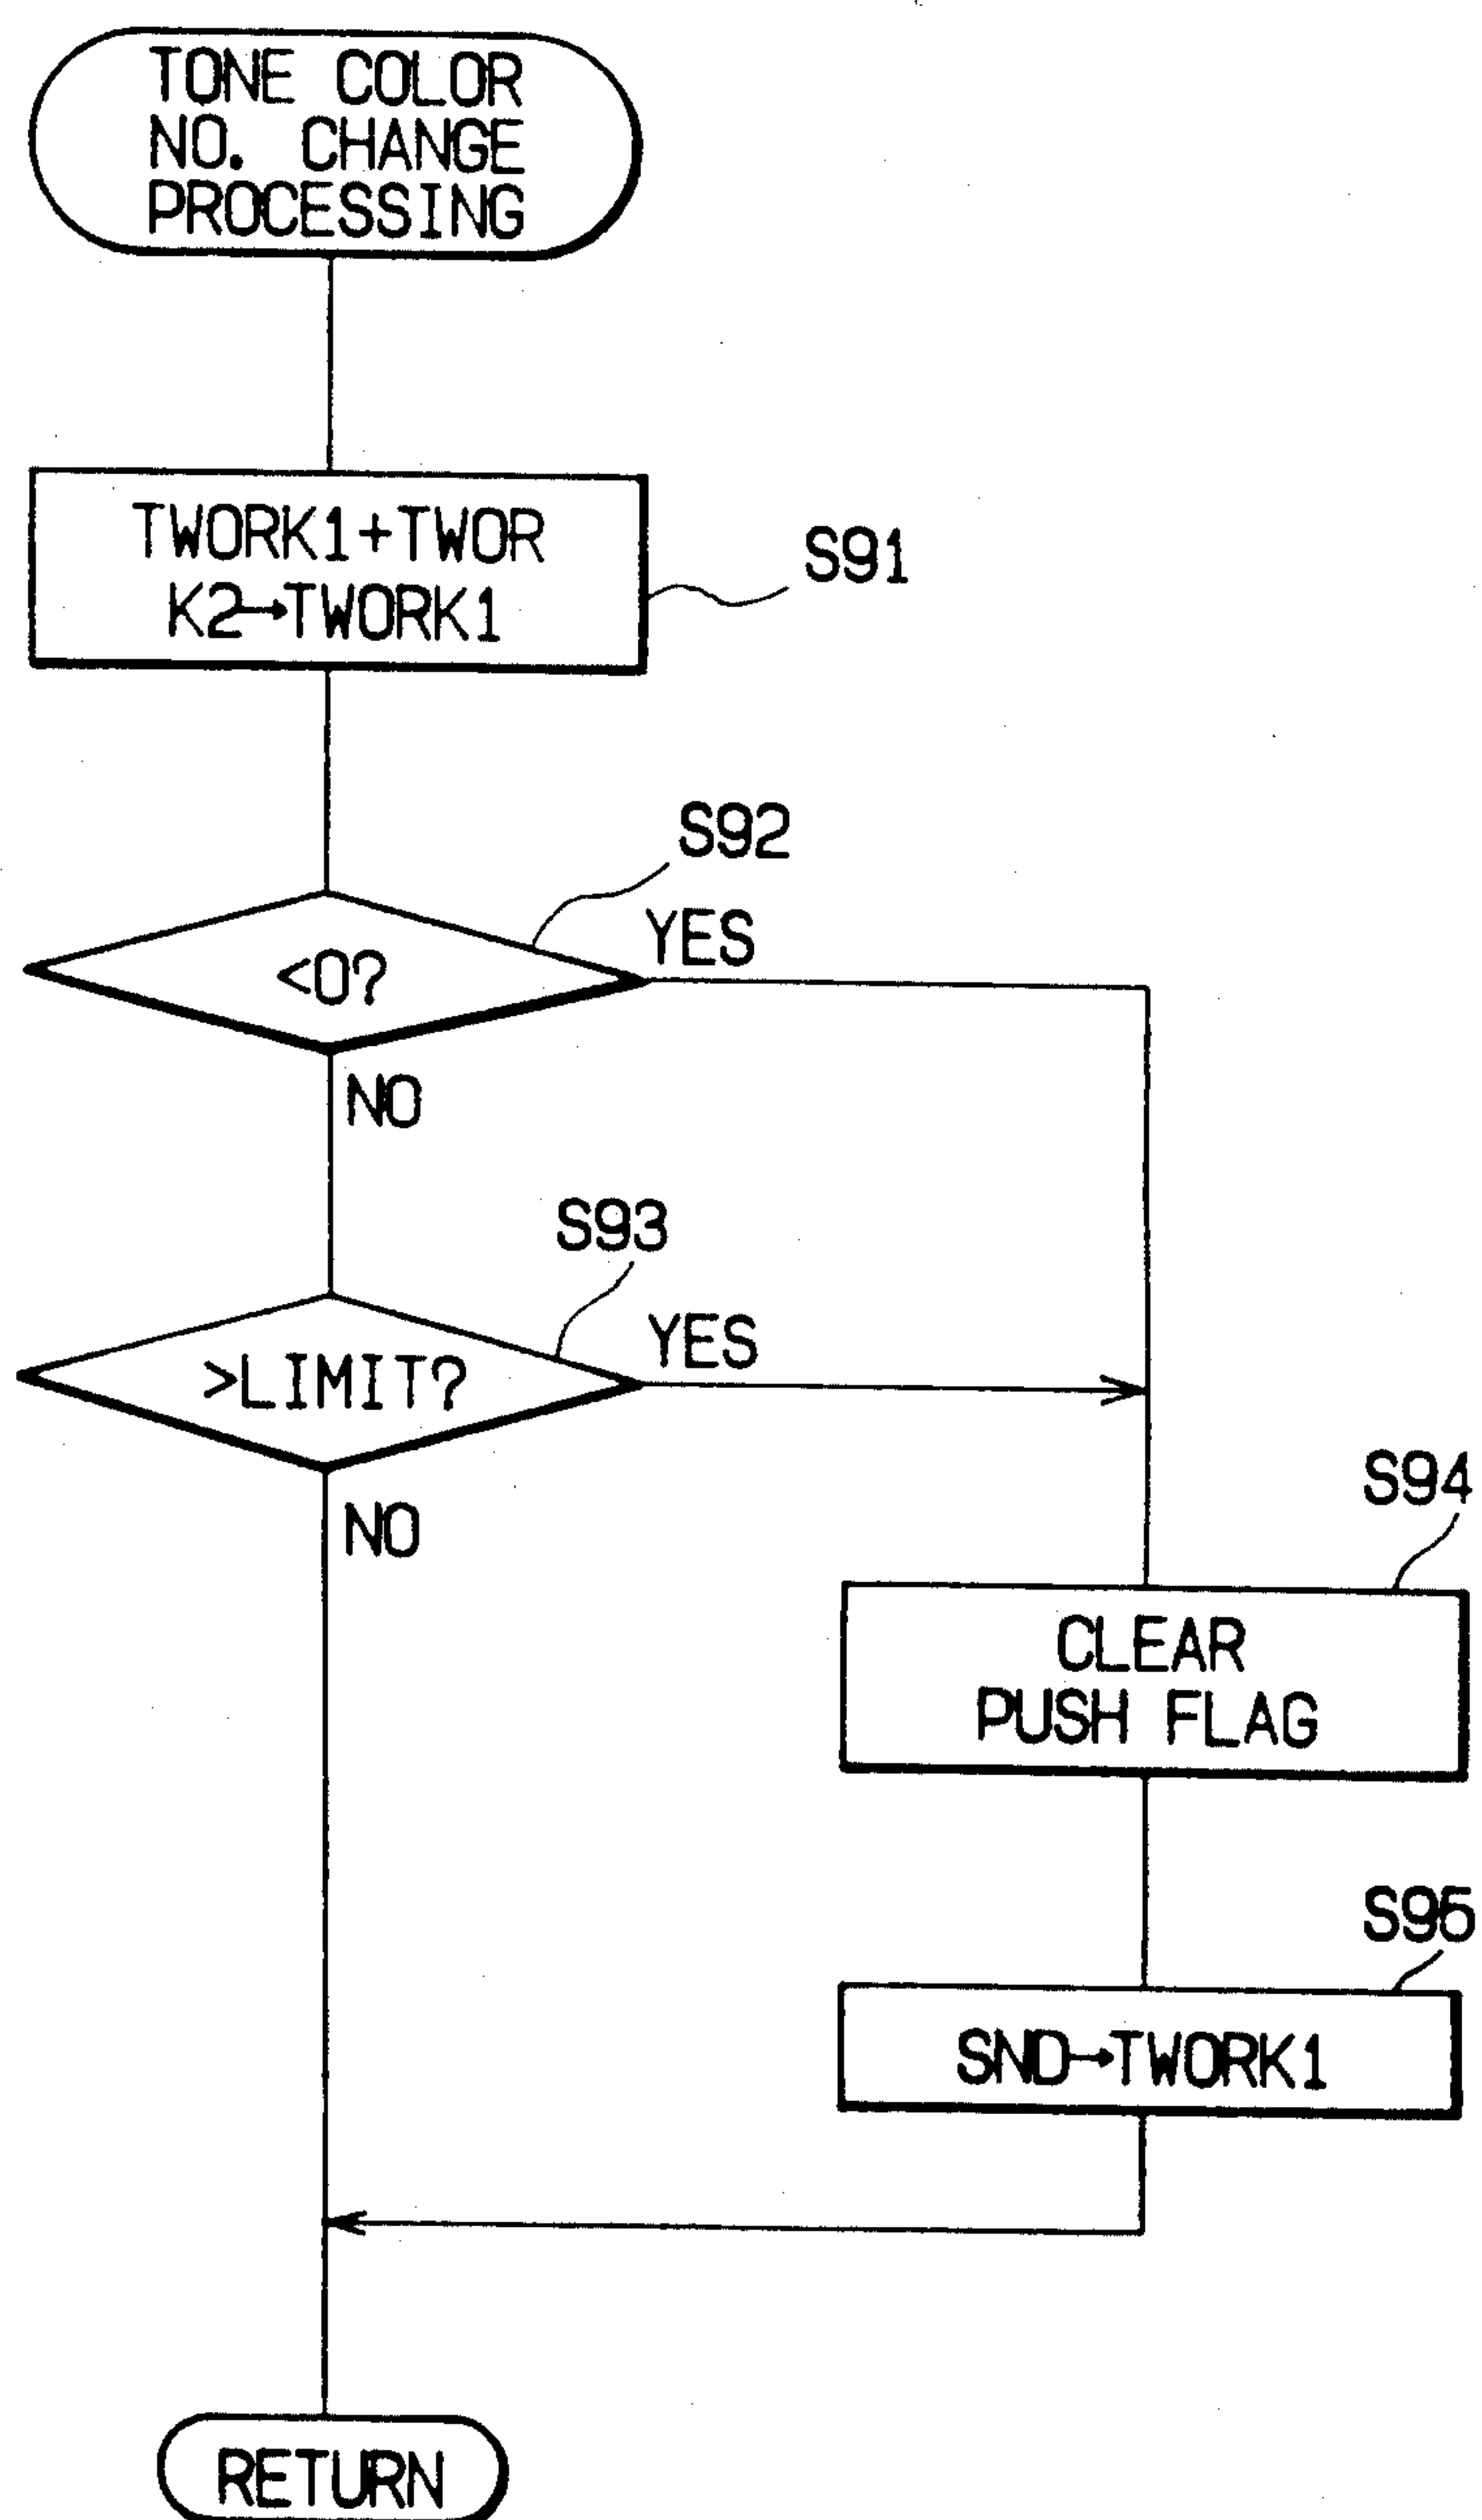 TONE COLOR
NO. CHANGE
PROCESSING
TWORK1+TWOR
K2→TWORK1
S91
S92
<0?
YES
NO
S93
>LIMIT?
YES
NO
S94
CLEAR
PUSH FLAG
S95
SND→TWORK1
RETURN